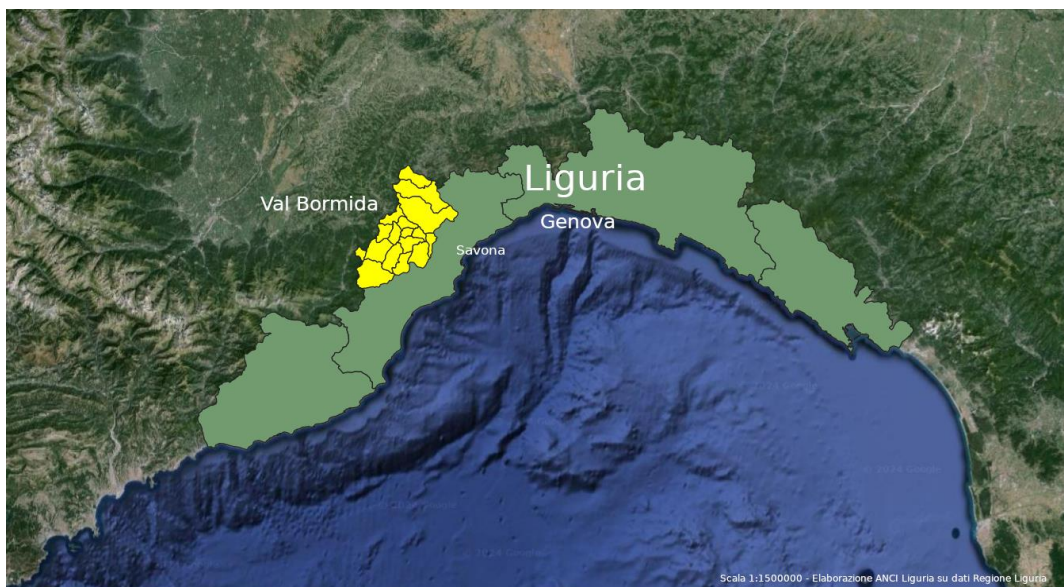 Liguria
Val Bormida
Genova
Savona
Scala 1:1500000 - Elaborazione ANCI Liguria su dati Regione Liguria